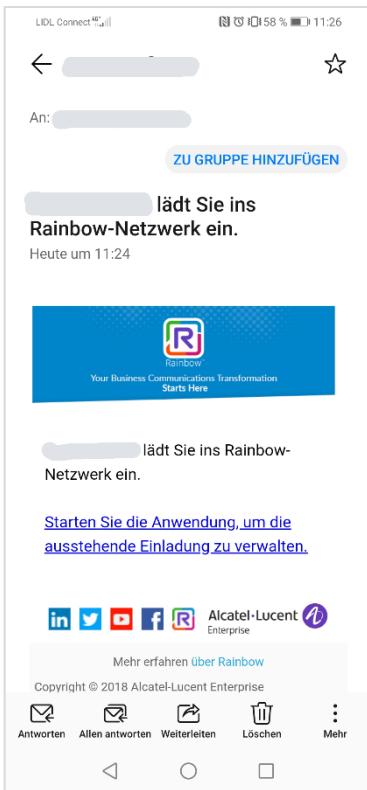 LIDL Connect 4G 58 % 11:26
An:
ZU GRUPPE HINZUFÜGEN
lädt Sie ins
Rainbow-Netzwerk ein.
Heute um 11:24
R
Rainbow
Your Business Communications Transformation
Starts Here
lädt Sie ins Rainbow-
Netzwerk ein.
Starten Sie die Anwendung, um die
ausstehende Einladung zu verwalten.
in f R Alcatel·Lucent
Enterprise
Mehr erfahren über Rainbow
Copyright © 2018 Alcatel-Lucent Enterprise
Antworten Allen antworten Weiterleiten Löschen Mehr